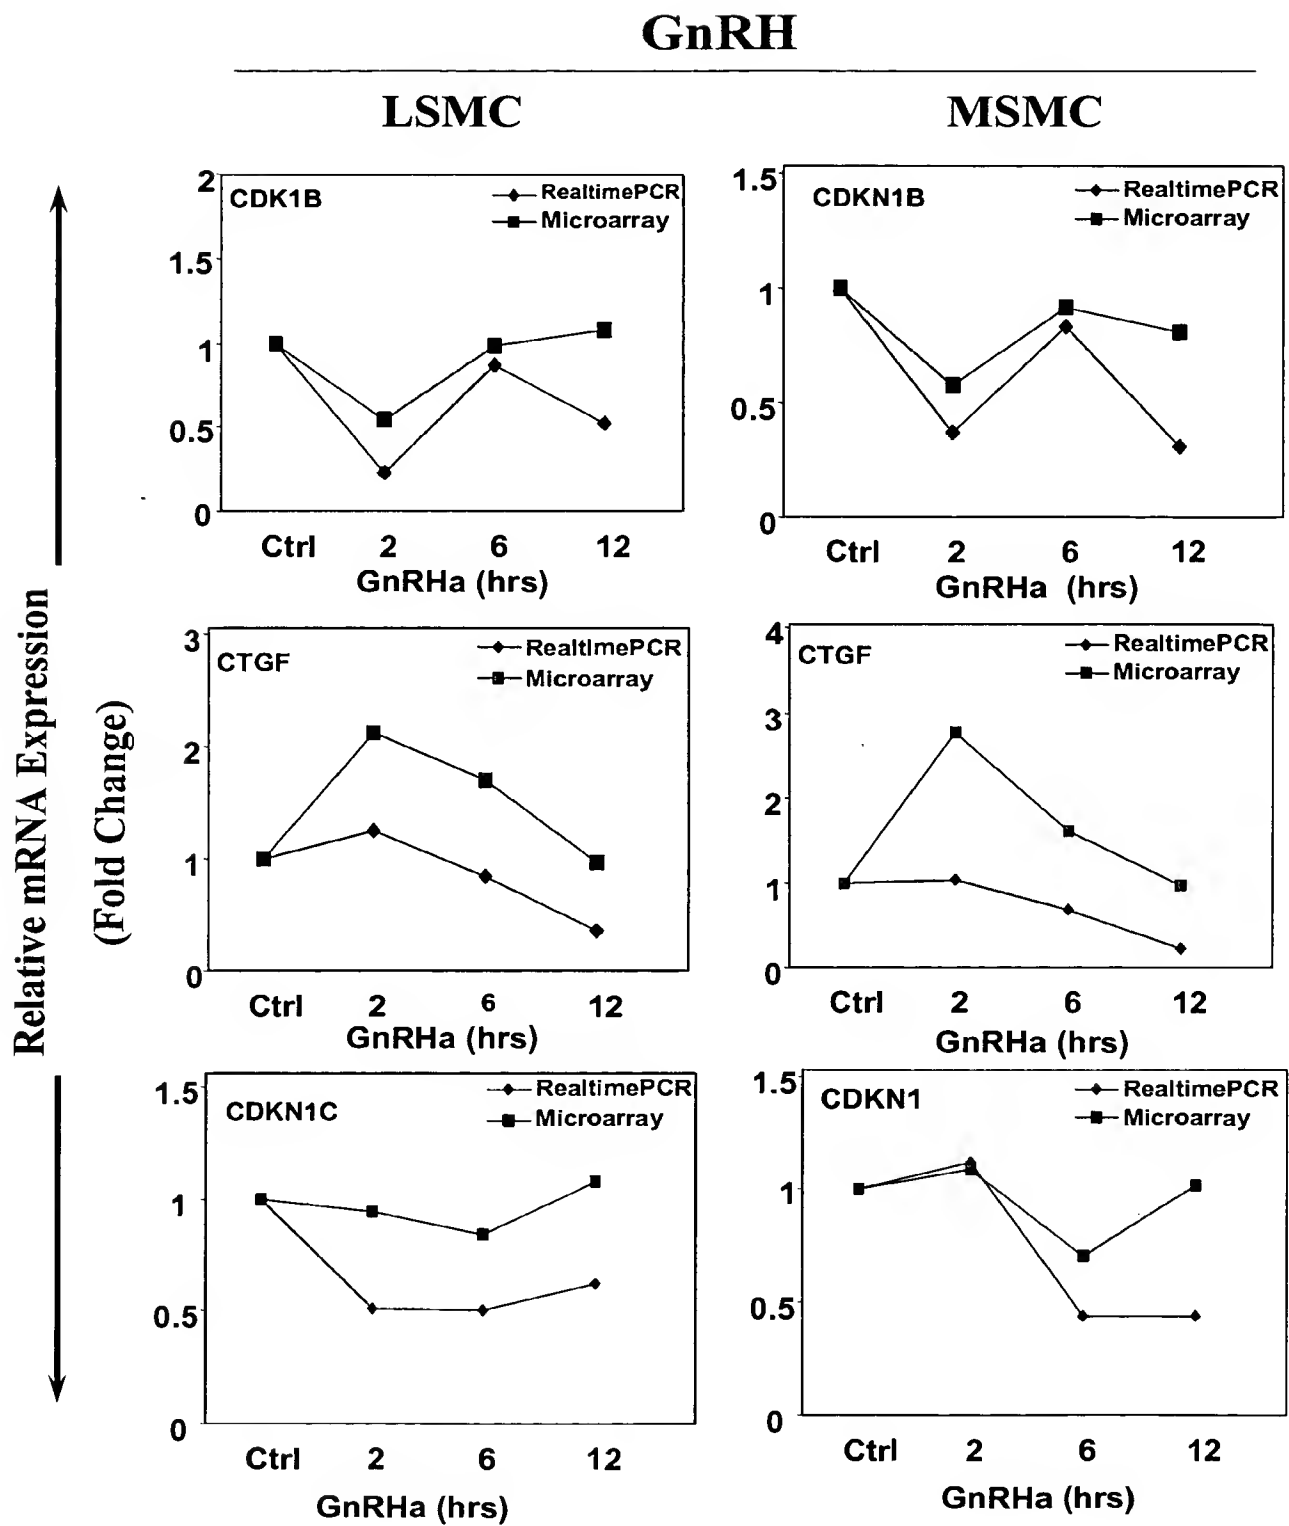 GnRH
LSMC
MSMC
Relative mRNA Expression
(Fold Change)
CDK1B
RealtimePCR
Microarray
2
1.5
1
0.5
0
Ctrl 2 6 12
GnRHa (hrs)
CDKN1B
RealtimePCR
Microarray
1.5
1
0.5
0
Ctrl 2 6 12
GnRHa (hrs)
CTGF
RealtimePCR
Microarray
3
2
1
0
Ctrl 2 6 12
GnRHa (hrs)
CTGF
RealtimePCR
Microarray
4
3
2
1
0
Ctrl 2 6 12
GnRHa (hrs)
CDKN1C
RealtimePCR
Microarray
1.5
1
0.5
0
Ctrl 2 6 12
GnRHa (hrs)
CDKN1
RealtimePCR
Microarray
1.5
1
0.5
0
Ctrl 2 6 12
GnRHa (hrs)